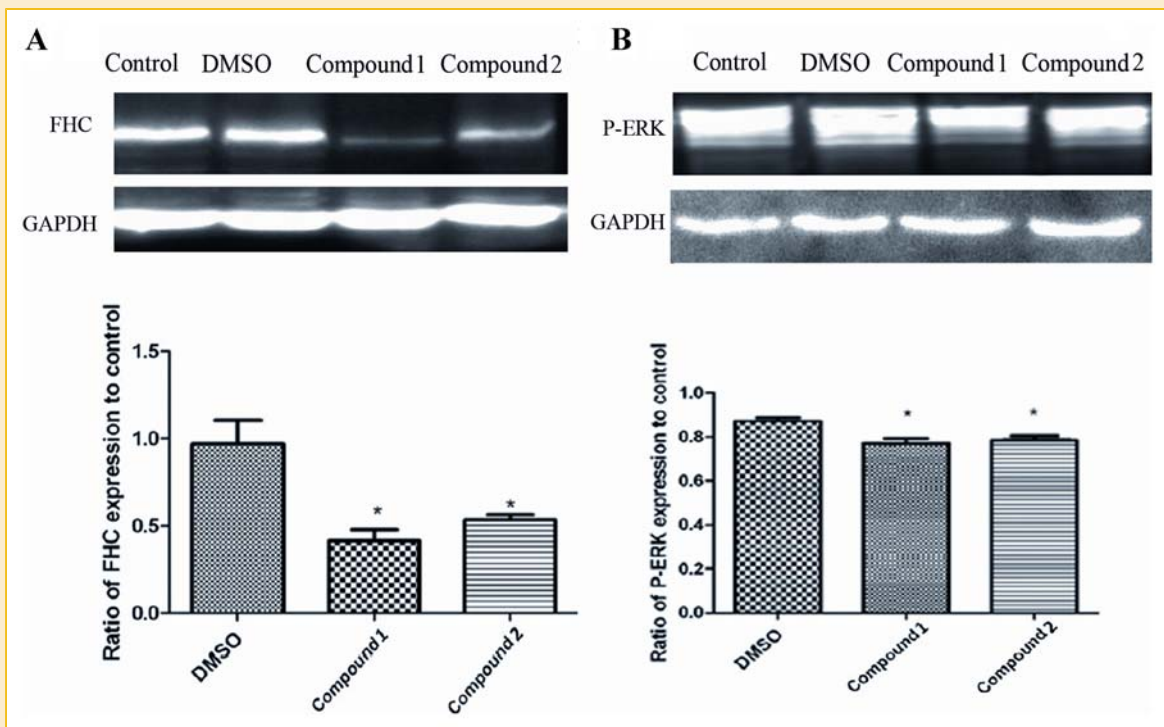 A
Control DMSO Compound 1 Compound 2
FHC
GAPDH
Ratio of FHC expression to control
1.5
1.0
0.5
0.0
*
*
DMSO
Compound 1
Compound 2
B
Control DMSO Compound 1 Compound 2
P-ERK
GAPDH
Ratio of P-ERK expression to control
1.0
0.8
0.6
0.4
0.2
0.0
*
*
DMSO
Compound 1
Compound 2